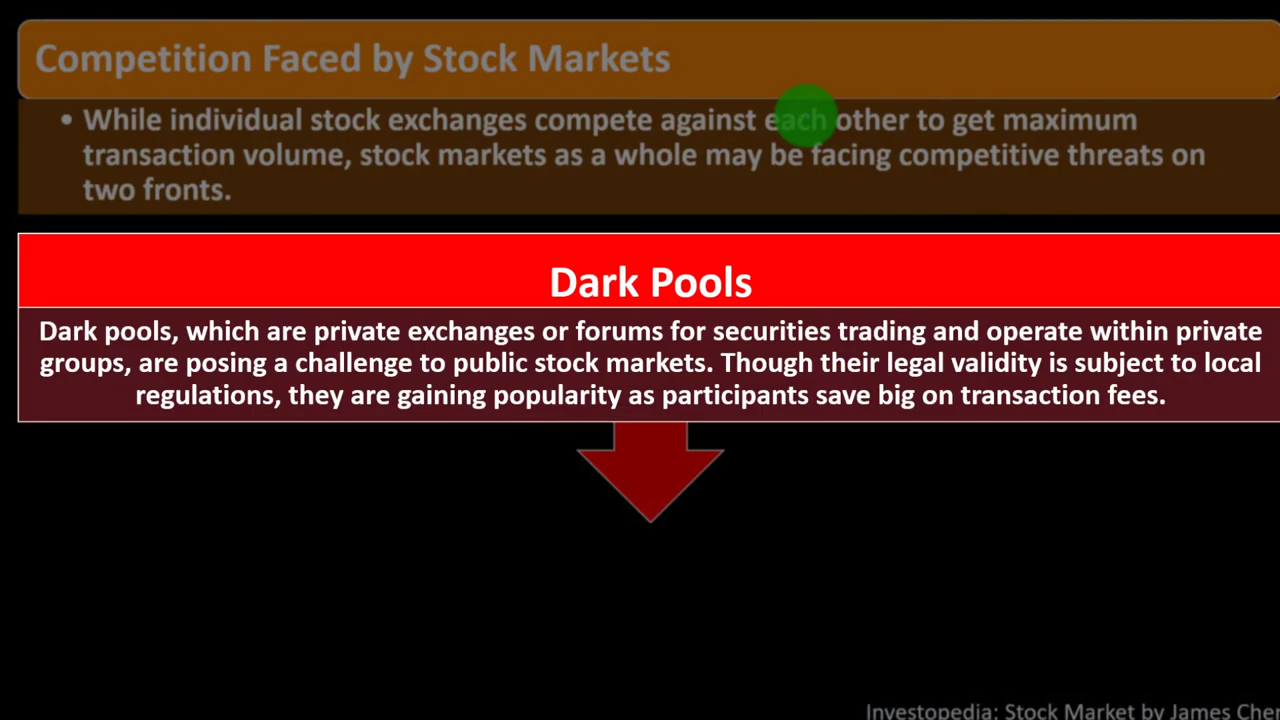 Competition Faced by Stock Markets
• While individual stock exchanges compete against each other to get maximum
transaction volume, stock markets as a whole may be facing competitive threats on
two fronts.
Dark Pools
Dark pools, which are private exchanges or forums for securities trading and operate within private
groups, are posing a challenge to public stock markets. Though their legal validity is subject to local
regulations, they are gaining popularity as participants save big on transaction fees.
Investopedia: Stock Market by James Cher